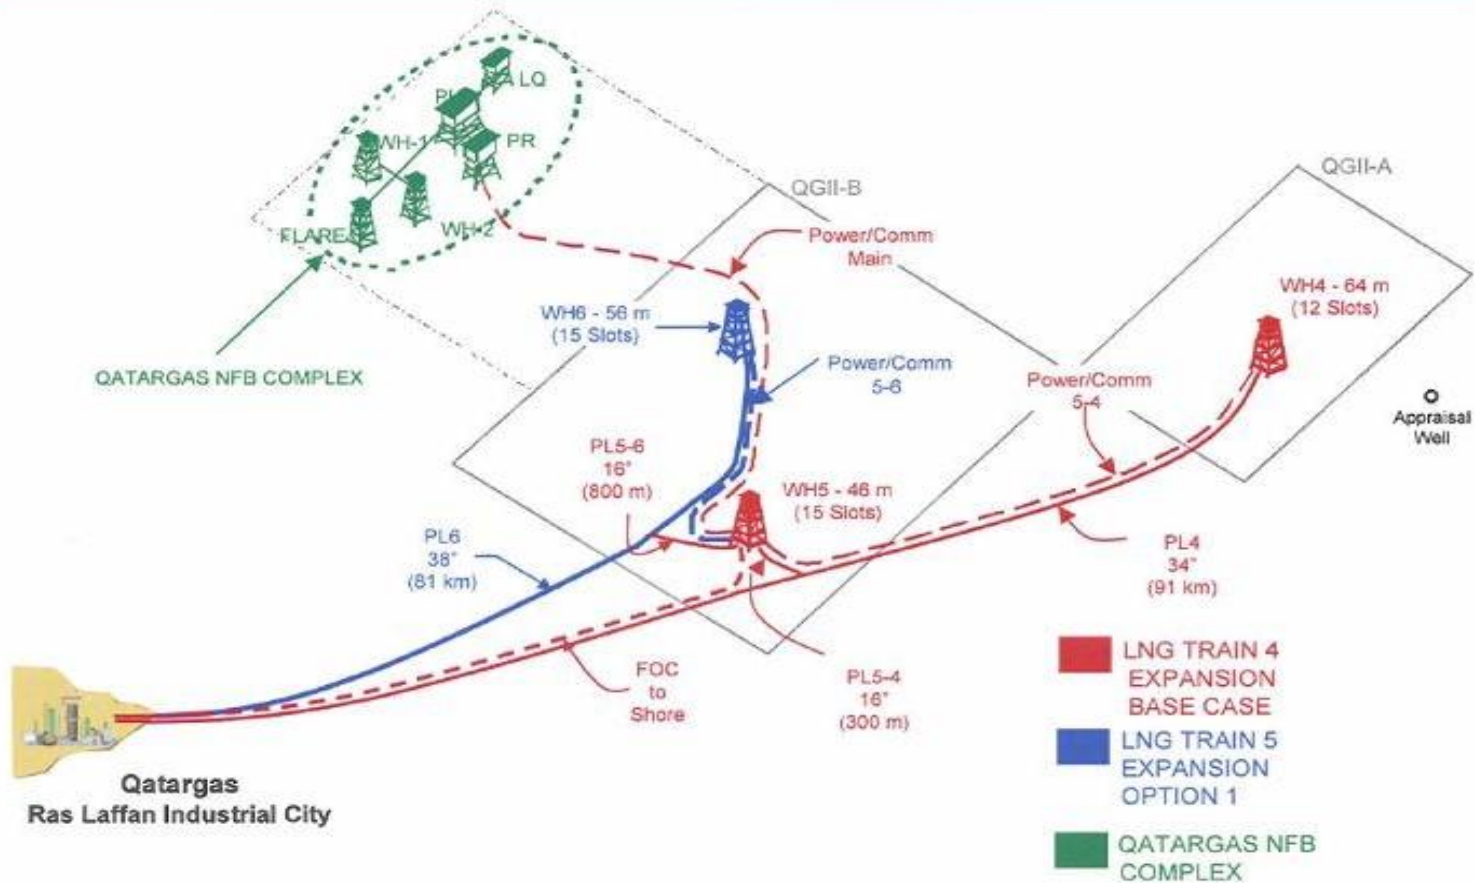 LQ
WH-1
PR
FLARE
WH-2
QATARGAS NFB COMPLEX
QGII-B
QGII-A
Power/Comm
Main
WH6 - 56 m
(15 Slots)
Power/Comm
5-6
WH4 - 64 m
(12 Slots)
Power/Comm
5-4
Appraisal
Well
PL5-6
16"
(800 m)
WH5 - 46 m
(15 Slots)
PL6
38"
(81 km)
PL4
34"
(91 km)
FOC
to
Shore
PL5-4
16"
(300 m)
Qatargas
Ras Laffan Industrial City
LNG TRAIN 4
EXPANSION
BASE CASE
LNG TRAIN 5
EXPANSION
OPTION 1
QATARGAS NFB
COMPLEX